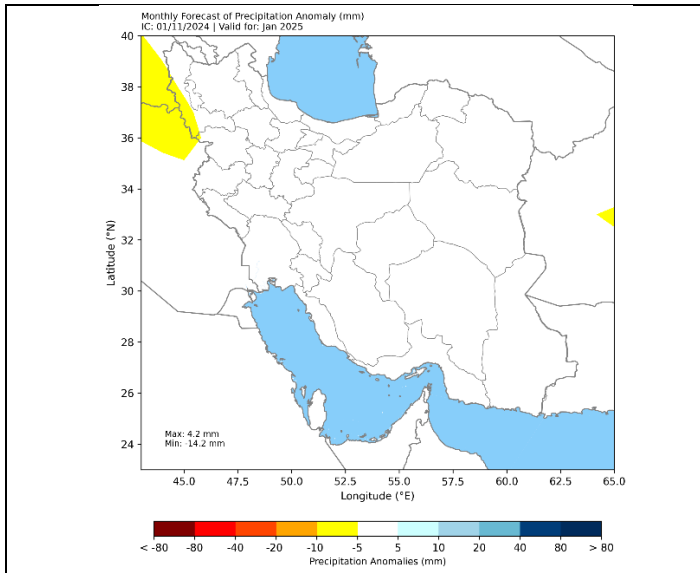 Monthly Forecast of Precipitation Anomaly (mm)
IC: 01/11/2024 | Valid for: Jan 2025
40
38
36
34
32
30
28
26
24
Latitude (°N)
Max: 4.2 mm
Min: -14.2 mm
45.0 47.5 50.0 52.5 55.0 57.5 60.0 62.5 65.0
Longitude (°E)
< -80 -80 -40 -20 -10 -5 5 10 20 40 80 > 80
Precipitation Anomalies (mm)